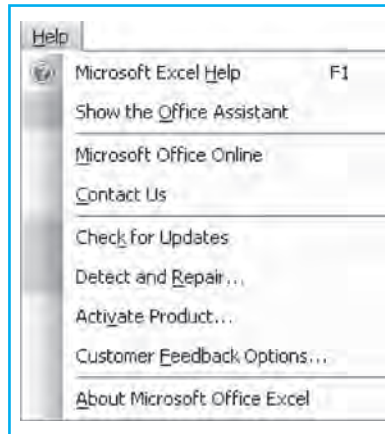 Help
Microsoft Excel Help F1
Show the Office Assistant
Microsoft Office Online
Contact Us
Check for Updates
Detect and Repair...
Activate Product...
Customer Feedback Options...
About Microsoft Office Excel